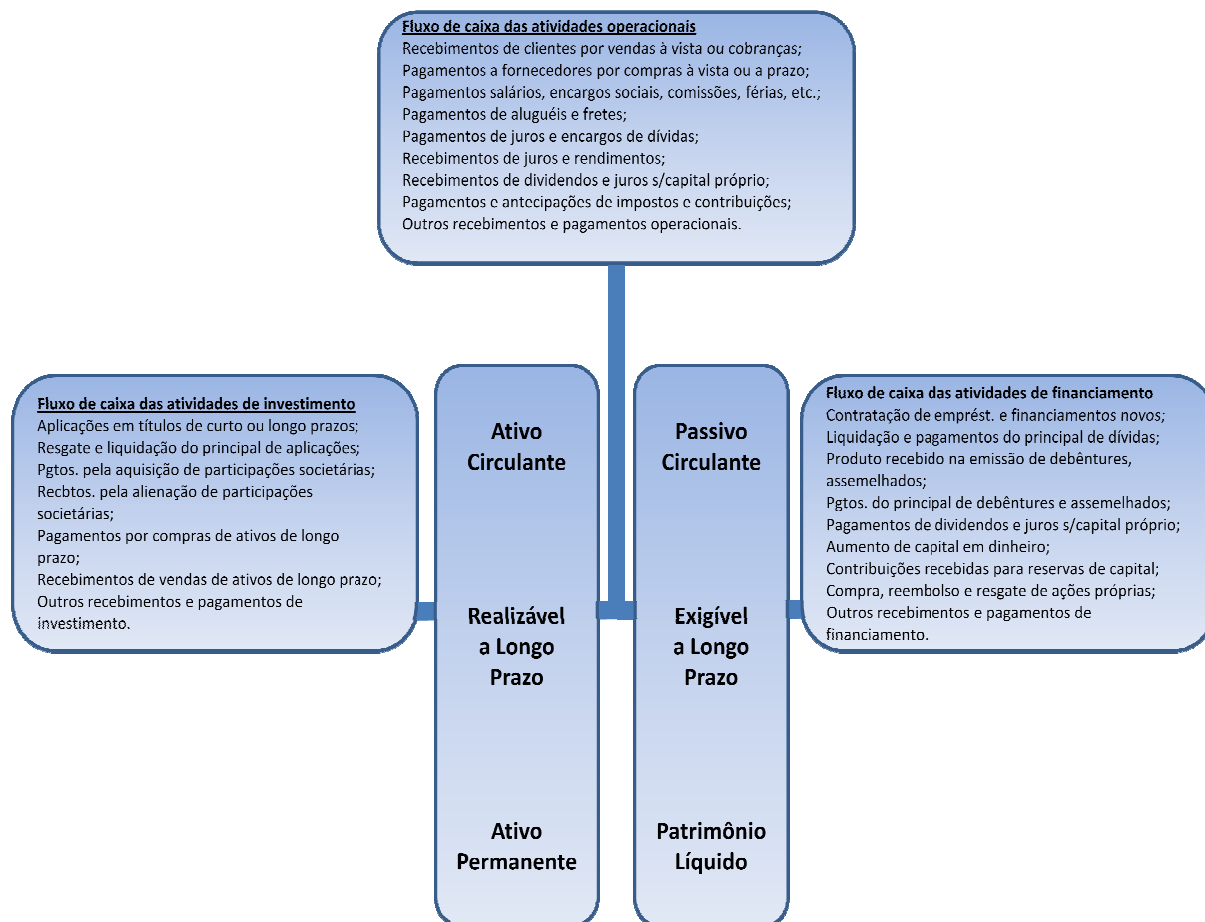 Fluxo de caixa das atividades operacionais
Recebimentos de clientes por vendas à vista ou cobranças;
Pagamentos a fornecedores por compras à vista ou a prazo;
Pagamentos salários, encargos sociais, comissões, férias, etc.;
Pagamentos de aluguéis e fretes;
Pagamentos de juros e encargos de dívidas;
Recebimentos de juros e rendimentos;
Recebimentos de dividendos e juros s/capital próprio;
Pagamentos e antecipações de impostos e contribuições;
Outros recebimentos e pagamentos operacionais.
Fluxo de caixa das atividades de investimento
Aplicações em títulos de curto ou longo prazos;
Resgate e liquidação do principal de aplicações;
Pgtos. pela aquisição de participações societárias;
Recbtos. pela alienação de participações
societárias;
Pagamentos por compras de ativos de longo
prazo;
Recebimentos de vendas de ativos de longo prazo;
Outros recebimentos e pagamentos de
investimento.
Ativo
Circulante
Realizável
a Longo
Prazo
Ativo
Permanente
Passivo
Circulante
Exigível
a Longo
Prazo
Patrimônio
Líquido
Fluxo de caixa das atividades de financiamento
Contratação de emprést. e financiamentos novos;
Liquidação e pagamentos do principal de dívidas;
Produto recebido na emissão de debêntures,
assemelhados;
Pgtos. do principal de debêntures e assemelhados;
Pagamentos de dividendos e juros s/capital próprio;
Aumento de capital em dinheiro;
Contribuições recebidas para reservas de capital;
Compra, reembolso e resgate de ações próprias;
Outros recebimentos e pagamentos de
financiamento.